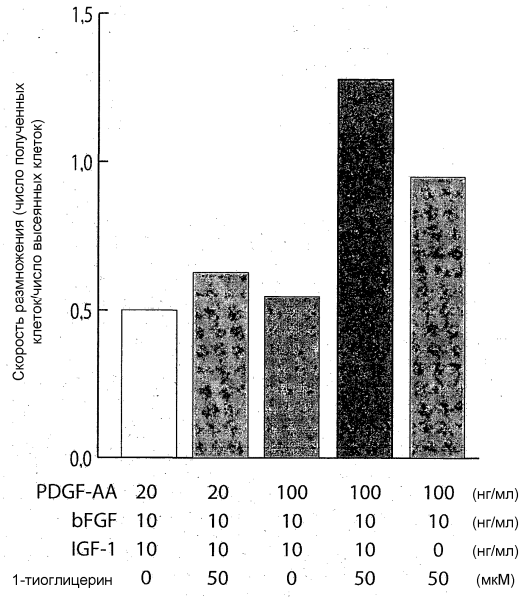 Скорость размножения (число полученных
клеток/число высеянных клеток)
1,5
1,0
0,5
0,0
PDGF-AA 20 20 100 100 100 (нг/мл)
bFGF 10 10 10 10 10 (нг/мл)
IGF-1 10 10 10 10 0 (нг/мл)
1-тиоглицерин 0 50 0 50 50 (мкМ)